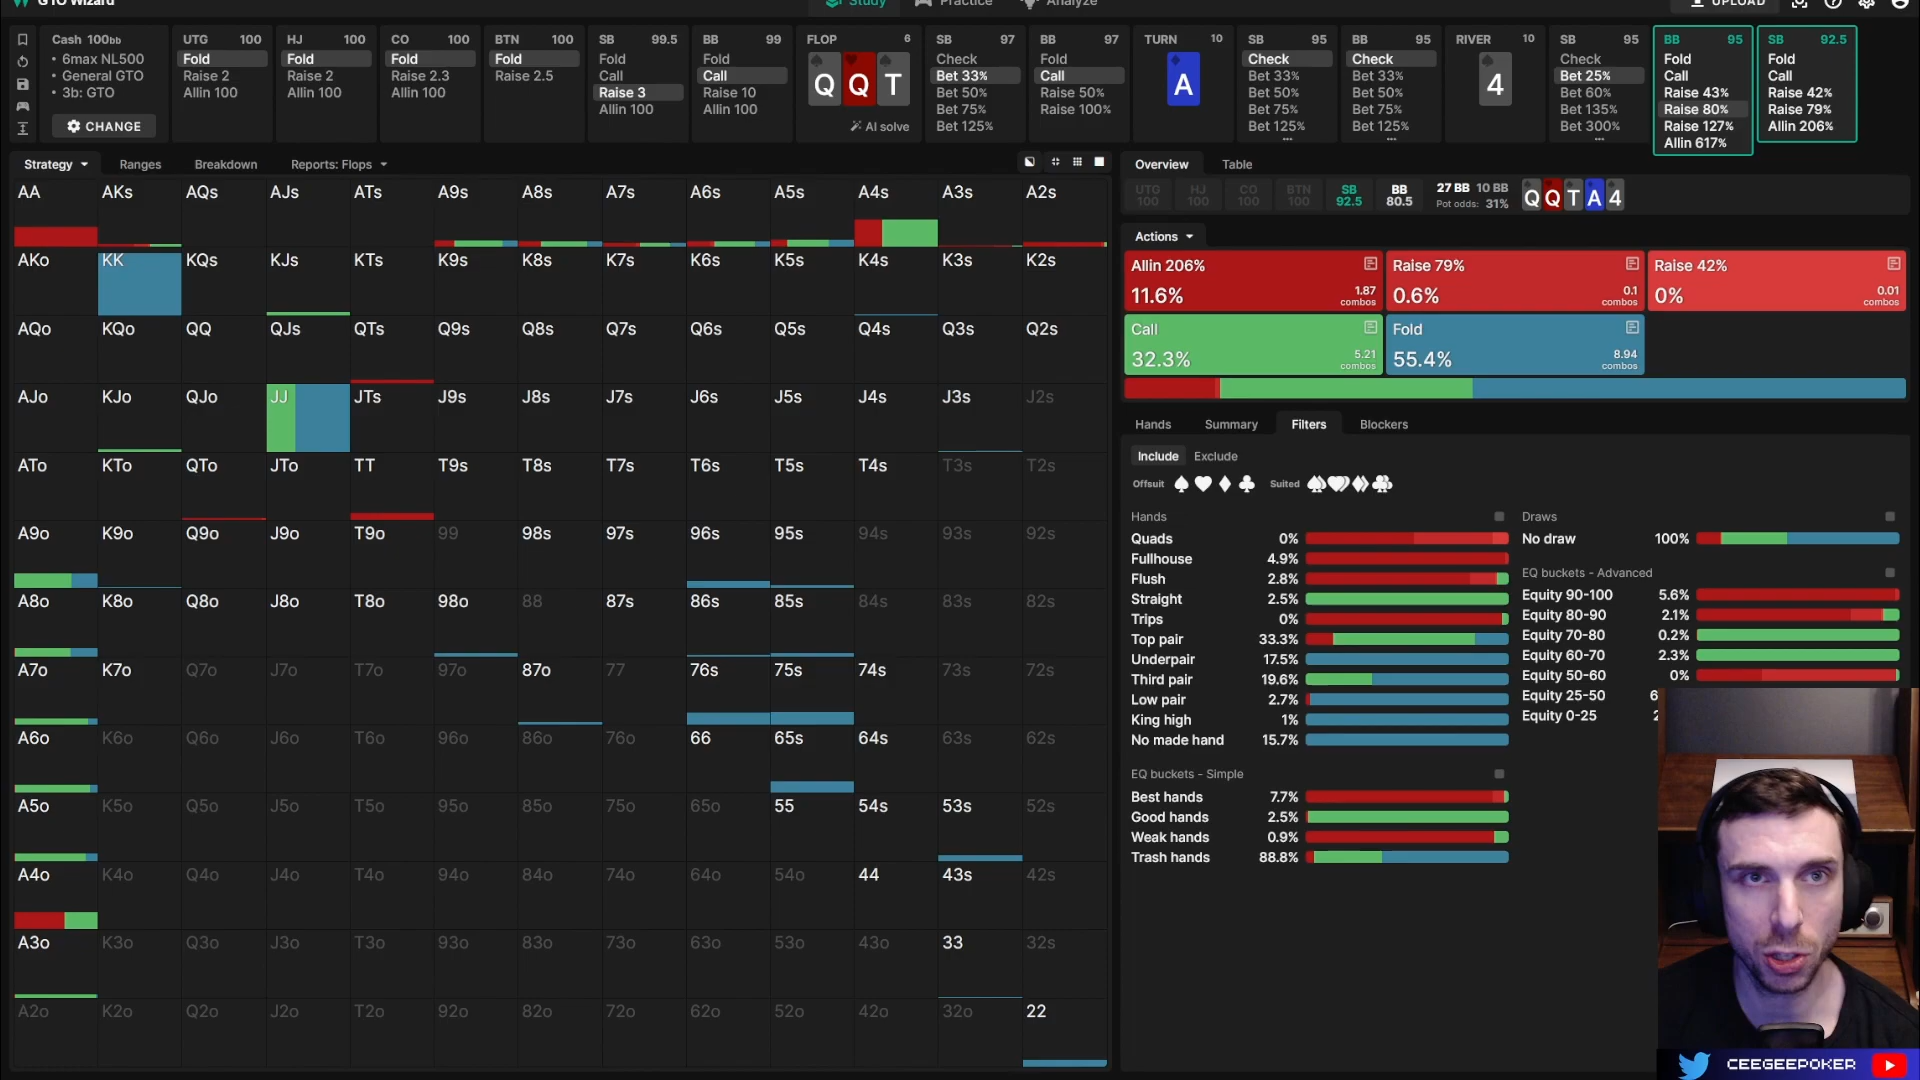 GTO Wizard
Study
Practice
Analyze
UPLOAD
Cash 100bb
• 6max NL500
• General GTO
• 3b: GTO
CHANGE
UTG 100
Fold
Raise 2
Allin 100
HJ 100
Fold
Raise 2
Allin 100
CO 100
Fold
Raise 2.3
Allin 100
BTN 100
Fold
Raise 2.5
SB 99.5
Fold
Call
Raise 3
Allin 100
BB 99
Fold
Call
Raise 10
Allin 100
FLOP 6
Q Q T
AI solve
SB 97
Check
Bet 33%
Bet 50%
Bet 75%
Bet 125%
BB 97
Fold
Call
Raise 50%
Raise 100%
TURN 10
A
SB 95
Check
Bet 33%
Bet 50%
Bet 75%
Bet 125%
BB 95
Check
Bet 33%
Bet 50%
Bet 75%
Bet 125%
RIVER 10
4
SB 95
Check
Bet 25%
Bet 60%
Bet 135%
Bet 300%
BB 95
Fold
Call
Raise 43%
Raise 80%
Raise 127%
Allin 617%
SB 92.5
Fold
Call
Raise 42%
Raise 79%
Allin 206%
Strategy
Ranges
Breakdown
Reports: Flops
AA AKs AQs AJs ATs A9s A8s A7s A6s A5s A4s A3s A2s
AKo KK KQs KJs KTs K9s K8s K7s K6s K5s K4s K3s K2s
AQo KQo QQ QJs QTs Q9s Q8s Q7s Q6s Q5s Q4s Q3s Q2s
AJo KJo QJo JJ JTs J9s J8s J7s J6s J5s J4s J3s J2s
ATo KTo QTo JTo TT T9s T8s T7s T6s T5s T4s T3s T2s
A9o K9o Q9o J9o T9o 99 98s 97s 96s 95s 94s 93s 92s
A8o K8o Q8o J8o T8o 98o 88 87s 86s 85s 84s 83s 82s
A7o K7o Q7o J7o T7o 97o 87o 77 76s 75s 74s 73s 72s
A6o K6o Q6o J6o T6o 96o 86o 76o 66 65s 64s 63s 62s
A5o K5o Q5o J5o T5o 95o 85o 75o 65o 55 54s 53s 52s
A4o K4o Q4o J4o T4o 94o 84o 74o 64o 54o 44 43s 42s
A3o K3o Q3o J3o T3o 93o 83o 73o 63o 53o 43o 33 32s
A2o K2o Q2o J2o T2o 92o 82o 72o 62o 52o 42o 32o 22
Overview
Table
UTG 100
HJ 100
CO 100
BTN 100
SB 92.5
BB 80.5
27 BB 10 BB
Pot odds: 31%
Q Q T A 4
Actions
Allin 206%
11.6% 1.87 combos
Raise 79%
0.6% 0.1 combos
Raise 42%
0% 0.01 combos
Call
32.3% 5.21 combos
Fold
55.4% 8.94 combos
Hands
Summary
Filters
Blockers
Include
Exclude
Offsuit
Suited
Hands
Quads 0%
Fullhouse 4.9%
Flush 2.8%
Straight 2.5%
Trips 0%
Top pair 33.3%
Underpair 17.5%
Third pair 19.6%
Low pair 2.7%
King high 1%
No made hand 15.7%
EQ buckets - Simple
Best hands 7.7%
Good hands 2.5%
Weak hands 0.9%
Trash hands 88.8%
Draws
No draw 100%
EQ buckets - Advanced
Equity 90-100 5.6%
Equity 80-90 2.1%
Equity 70-80 0.2%
Equity 60-70 2.3%
Equity 50-60 0%
Equity 25-50 6
Equity 0-25 2
CEEGEEPOKER